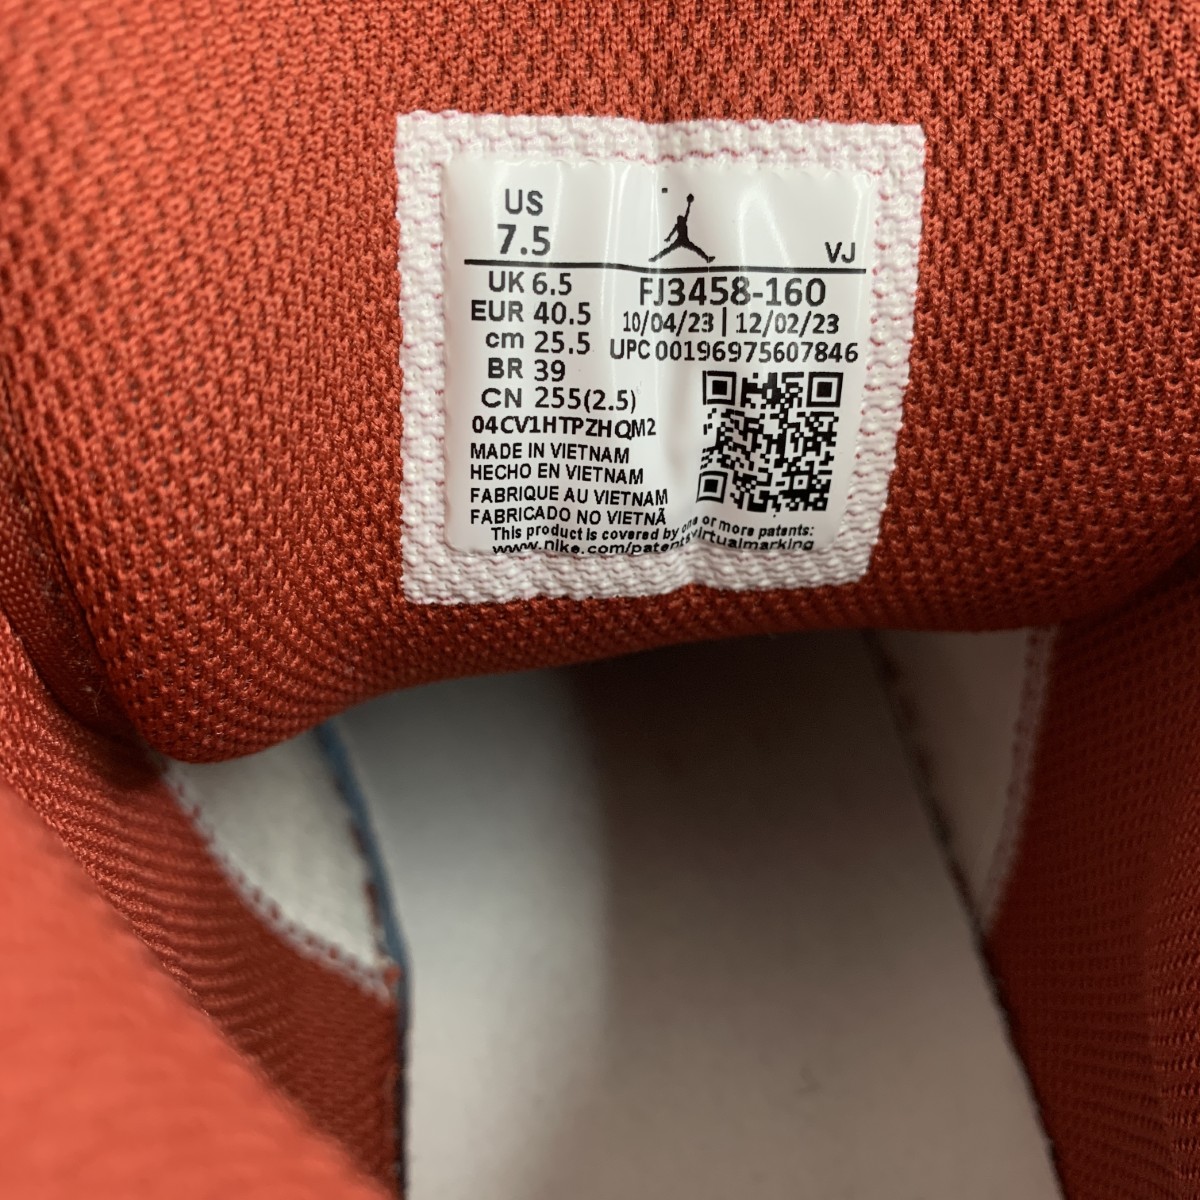 US
7.5
VJ
UK 6.5
EUR 40.5
cm 25.5
BR 39
CN 255(2.5)
FJ3458-160
10/04/23 | 12/02/23
UPC 00196975607846
04CV1HTPZHQM2
MADE IN VIETNAM
HECHO EN VIETNAM
FABRIQUE AU VIETNAM
FABRICADO NO VIETNÃ
This product is covered by one or more patents:
www.nike.com/patentsvirtualmarking